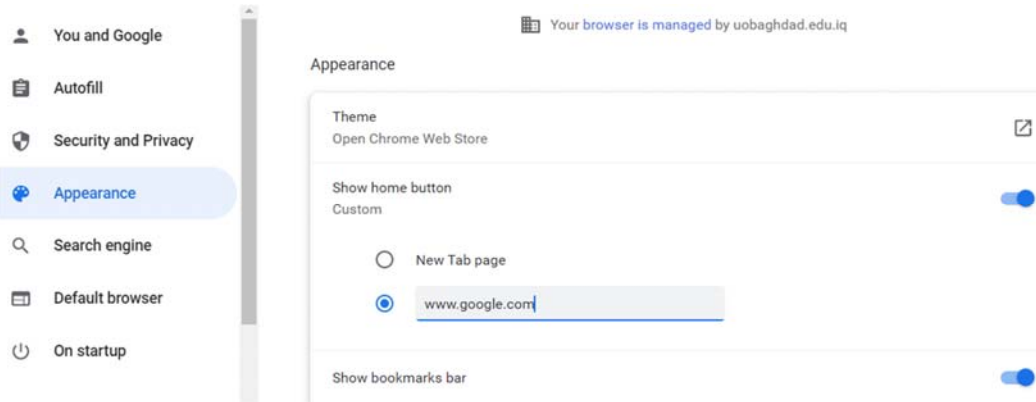 You and Google
Autofill
Security and Privacy
Appearance
Search engine
Default browser
On startup
Your browser is managed by uobaghdad.edu.iq
Appearance
Theme
Open Chrome Web Store
Show home button
Custom
New Tab page
www.google.com
Show bookmarks bar